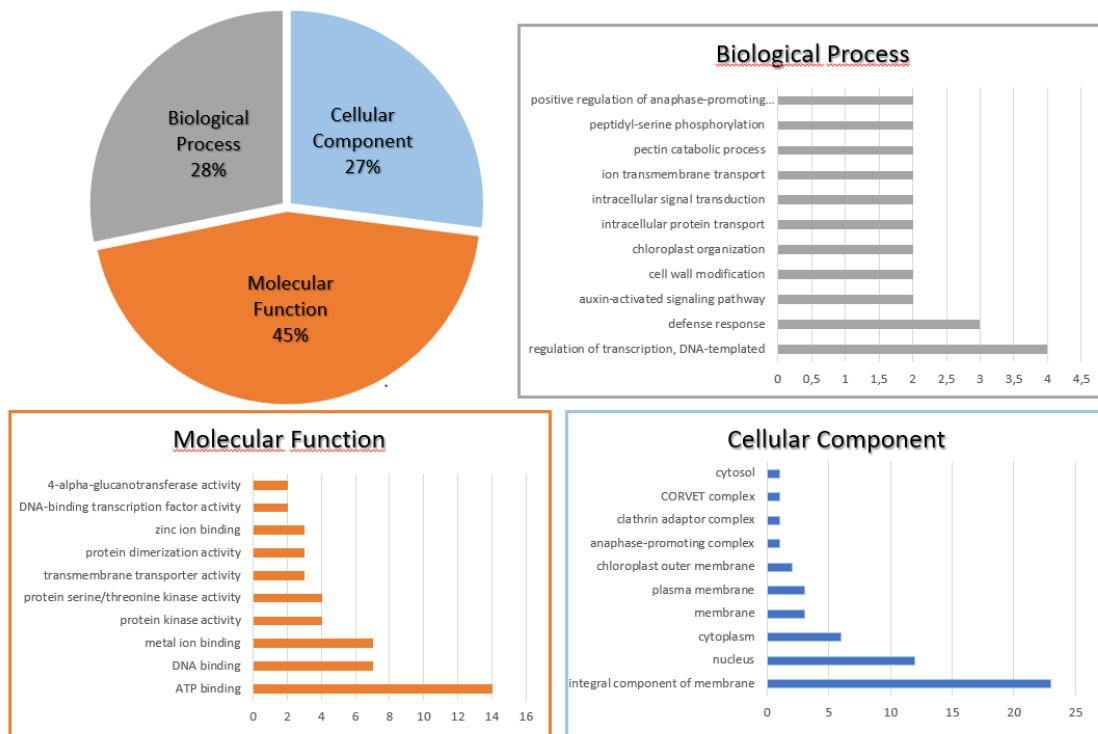 Biological
Process
28%
Cellular
Component
27%
Molecular
Function
45%
Biological Process
positive regulation of anaphase-promoting...
peptidyl-serine phosphorylation
pectin catabolic process
ion transmembrane transport
intracellular signal transduction
intracellular protein transport
chloroplast organization
cell wall modification
auxin-activated signaling pathway
defense response
regulation of transcription, DNA-templated
0 0,5 1 1,5 2 2,5 3 3,5 4 4,5
Molecular Function
4-alpha-glucanotransferase activity
DNA-binding transcription factor activity
zinc ion binding
protein dimerization activity
transmembrane transporter activity
protein serine/threonine kinase activity
protein kinase activity
metal ion binding
DNA binding
ATP binding
0 2 4 6 8 10 12 14 16
Cellular Component
cytosol
CORVET complex
clathrin adaptor complex
anaphase-promoting complex
chloroplast outer membrane
plasma membrane
membrane
cytoplasm
nucleus
integral component of membrane
0 5 10 15 20 25